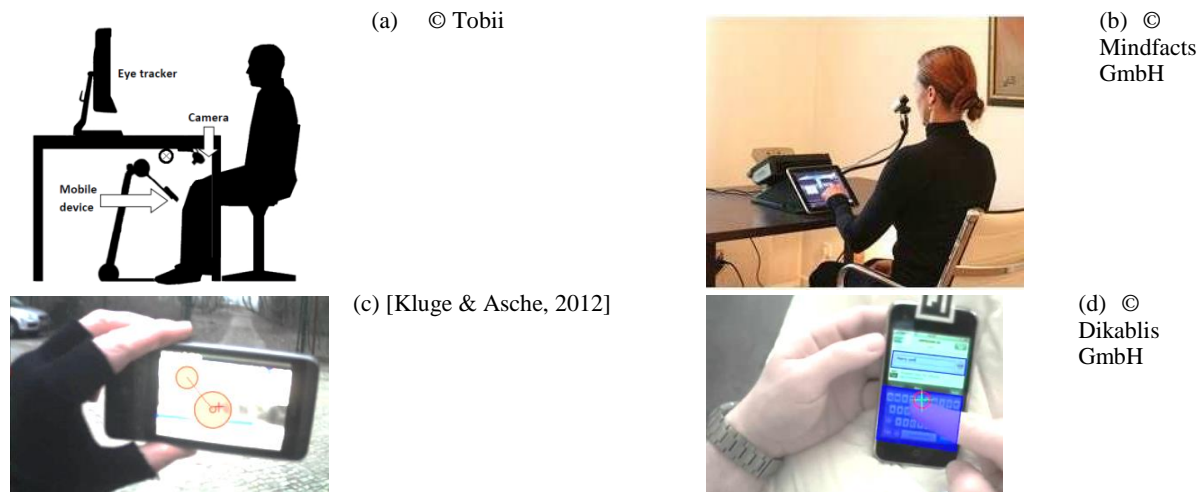 (a) © Tobii
Eye tracker
Camera
Mobile
device
(b) ©
Mindfacts
GmbH
(c) [Kluge & Asche, 2012]
(d) ©
Dikablis
GmbH